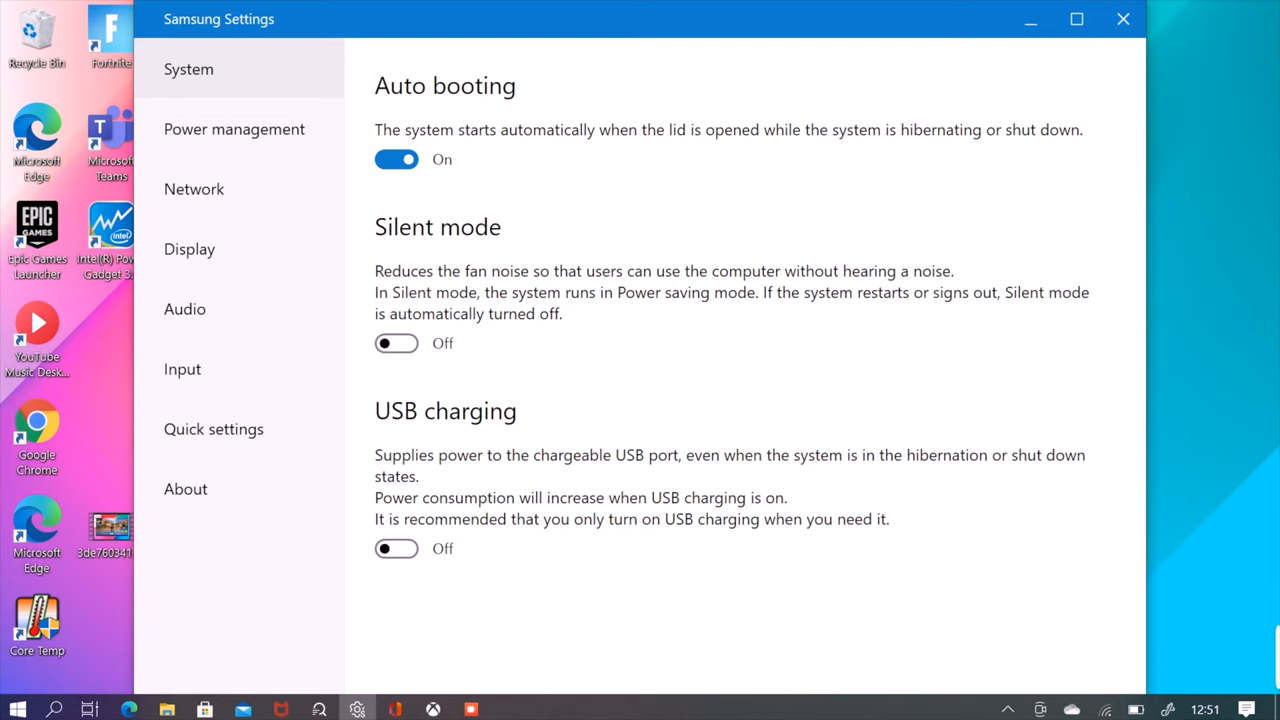 Samsung Settings
Recycle Bin
Fortnite
Microsoft
Edge
Microsoft
Teams
EPIC
GAMES
Epic Games
Launcher
intel
Intel(R) Po
Gadget 3.
YouTube
Music Desk...
Google
Chrome
Microsoft
Edge
3de760341
Core Temp
System
Power management
Network
Display
Audio
Input
Quick settings
About
Auto booting
The system starts automatically when the lid is opened while the system is hibernating or shut down.
On
Silent mode
Reduces the fan noise so that users can use the computer without hearing a noise.
In Silent mode, the system runs in Power saving mode. If the system restarts or signs out, Silent mode
is automatically turned off.
Off
USB charging
Supplies power to the chargeable USB port, even when the system is in the hibernation or shut down
states.
Power consumption will increase when USB charging is on.
It is recommended that you only turn on USB charging when you need it.
Off
12:51